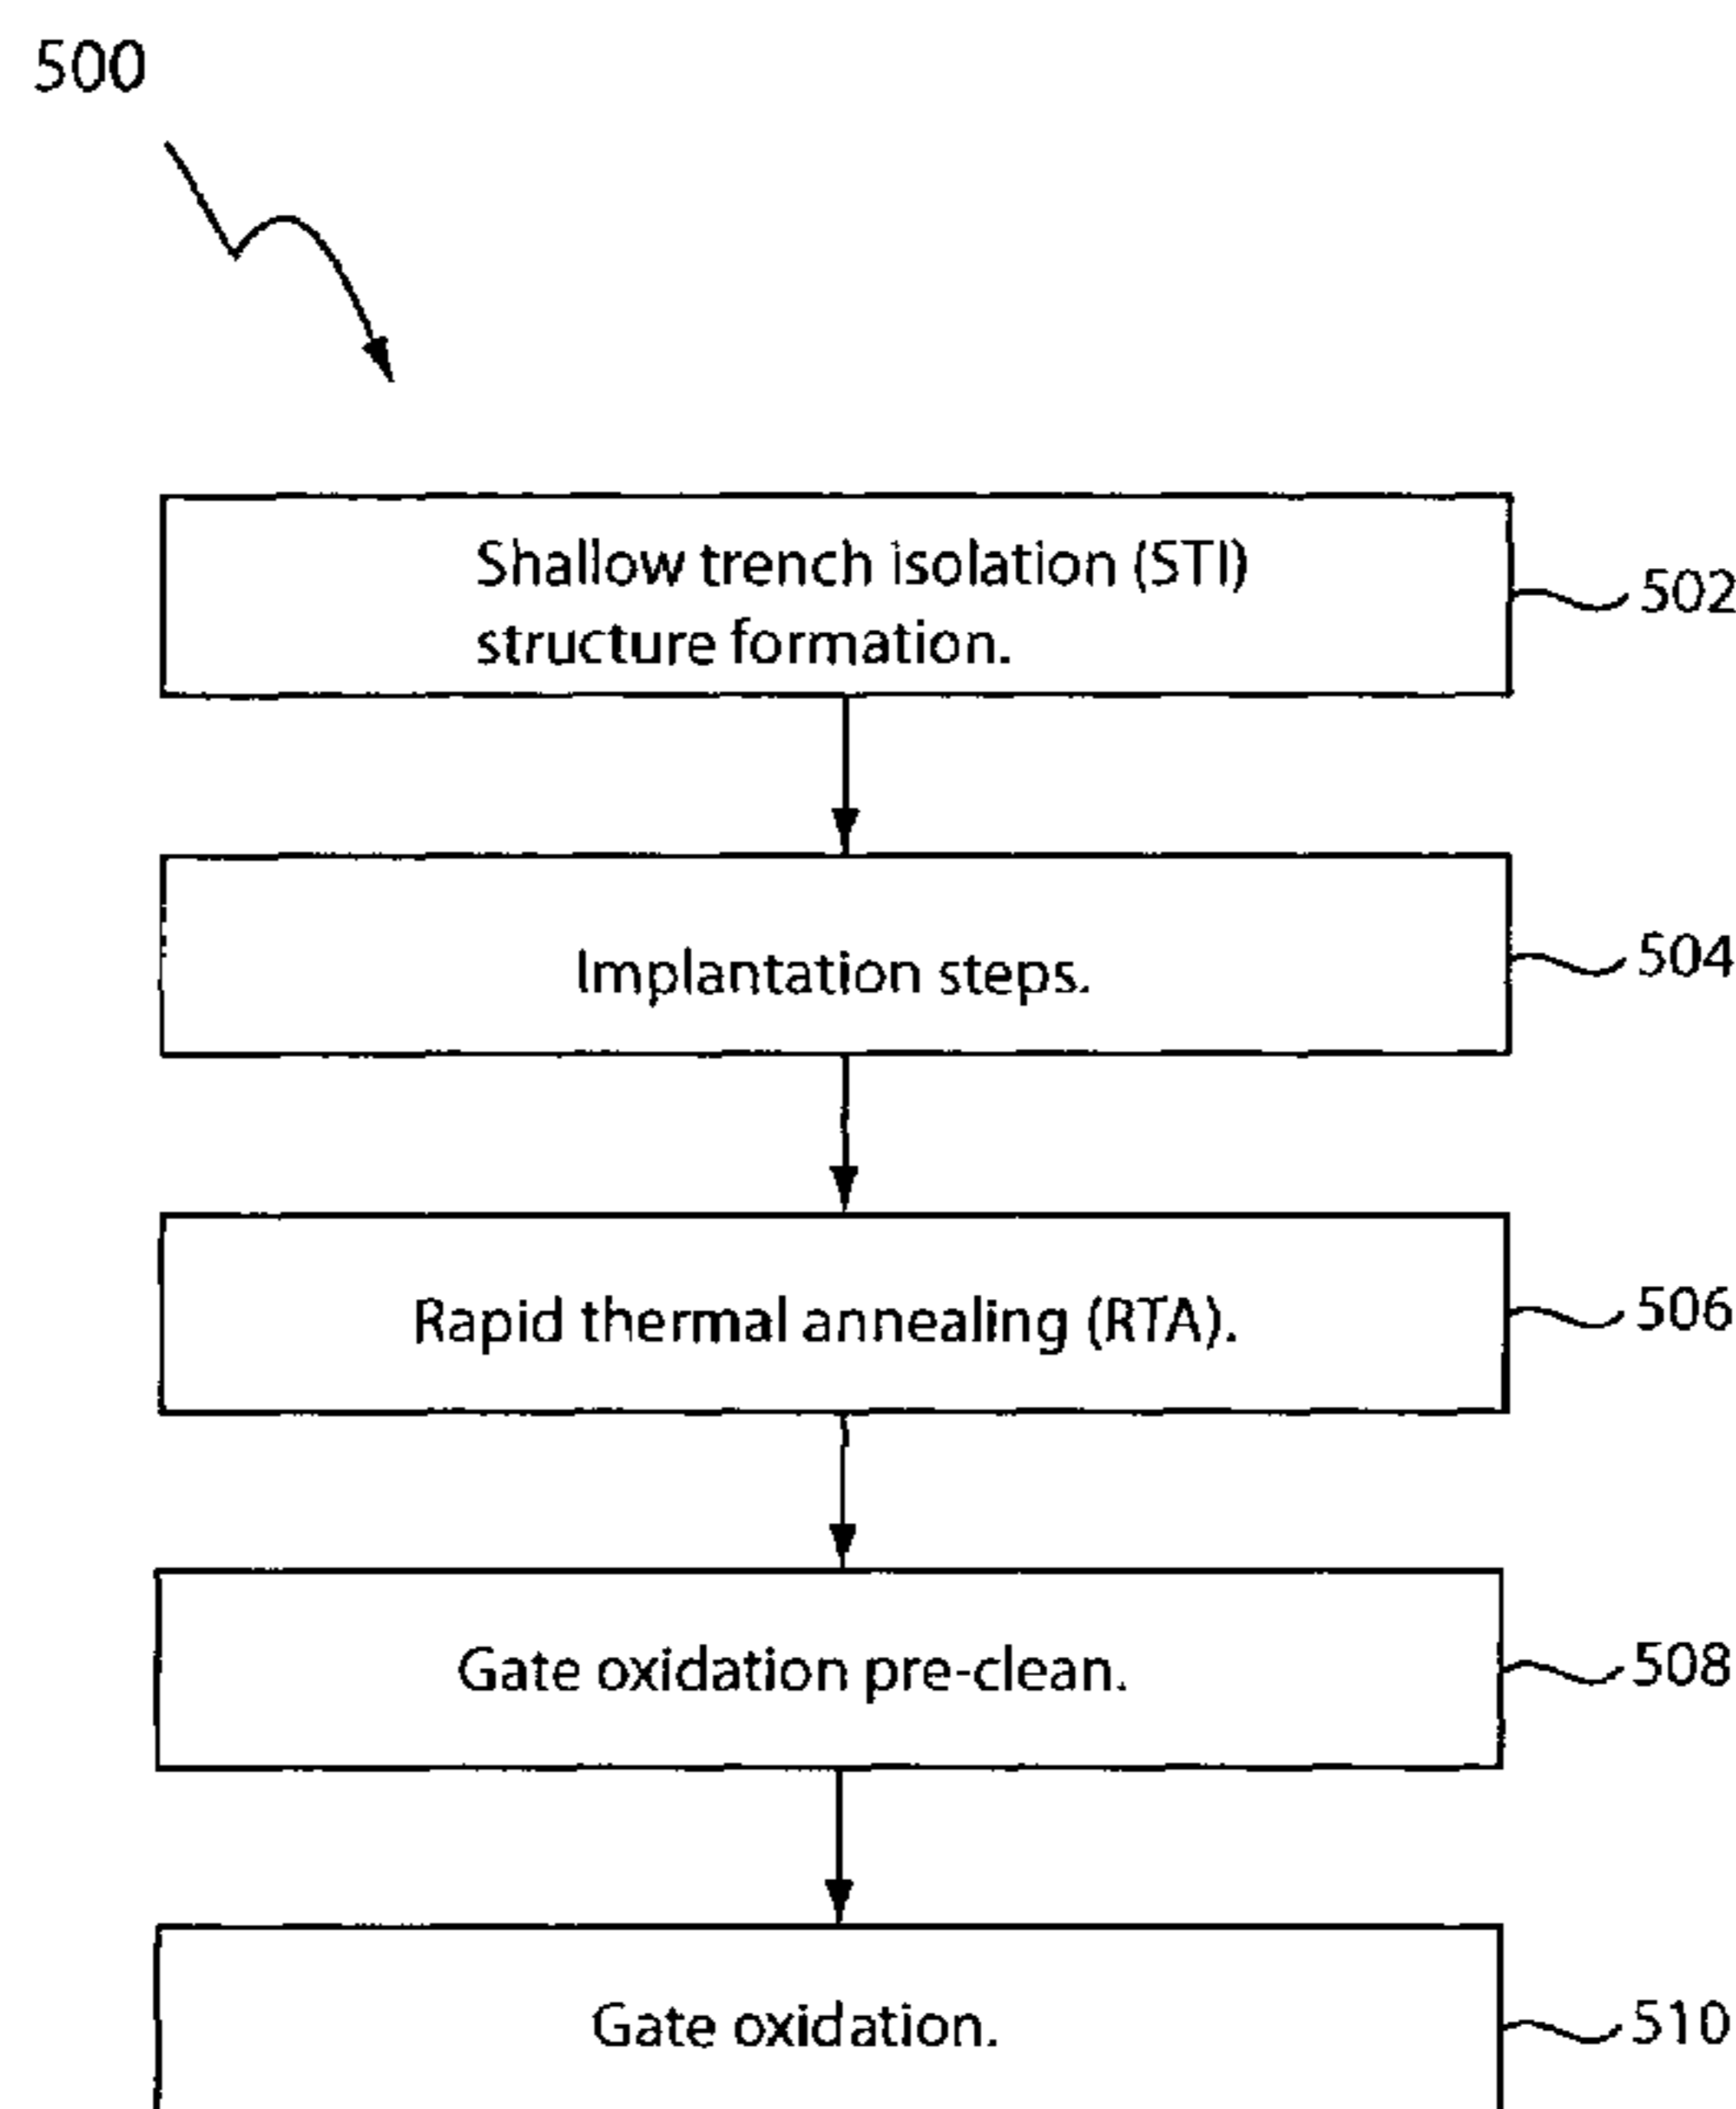 500
Shallow trench isolation (STI)
structure formation.
502
Implantation steps.
504
Rapid thermal annealing (RTA).
506
Gate oxidation pre-clean.
508
Gate oxidation.
510